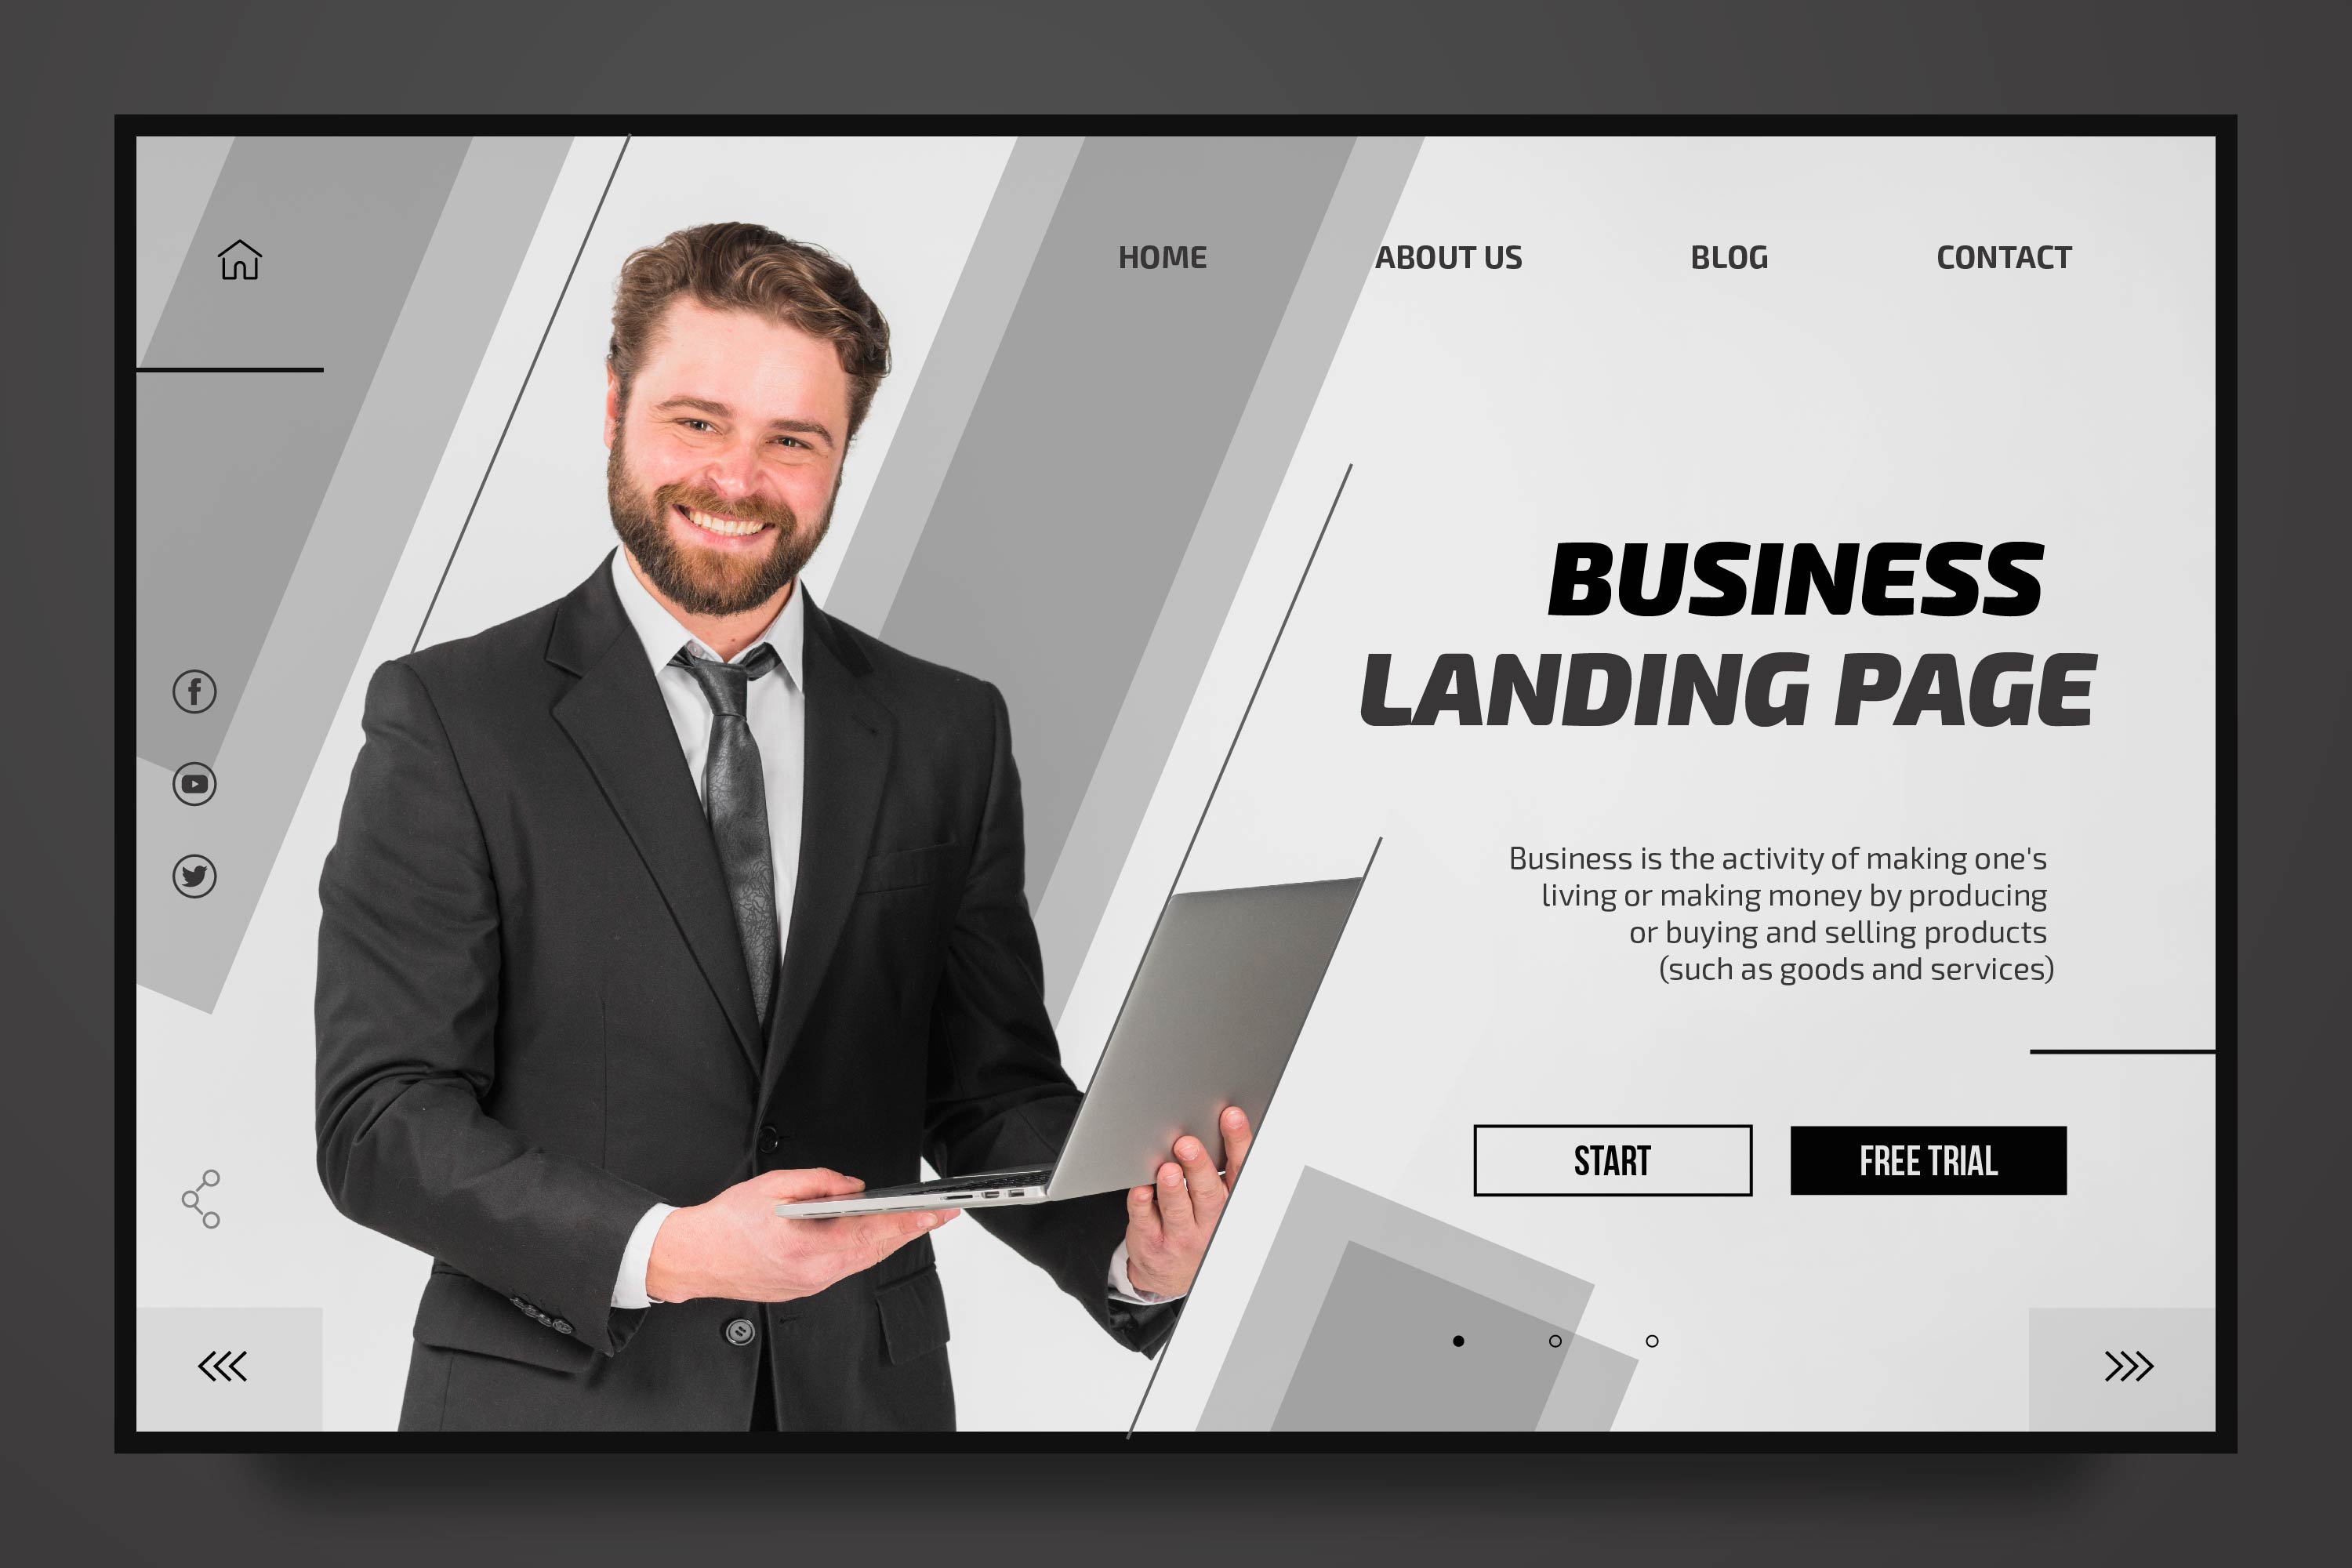 HOME
ABOUT US
BLOG
CONTACT
BUSINESS
LANDING PAGE
Business is the activity of making one's
living or making money by producing
or buying and selling products
(such as goods and services)
START
FREE TRIAL